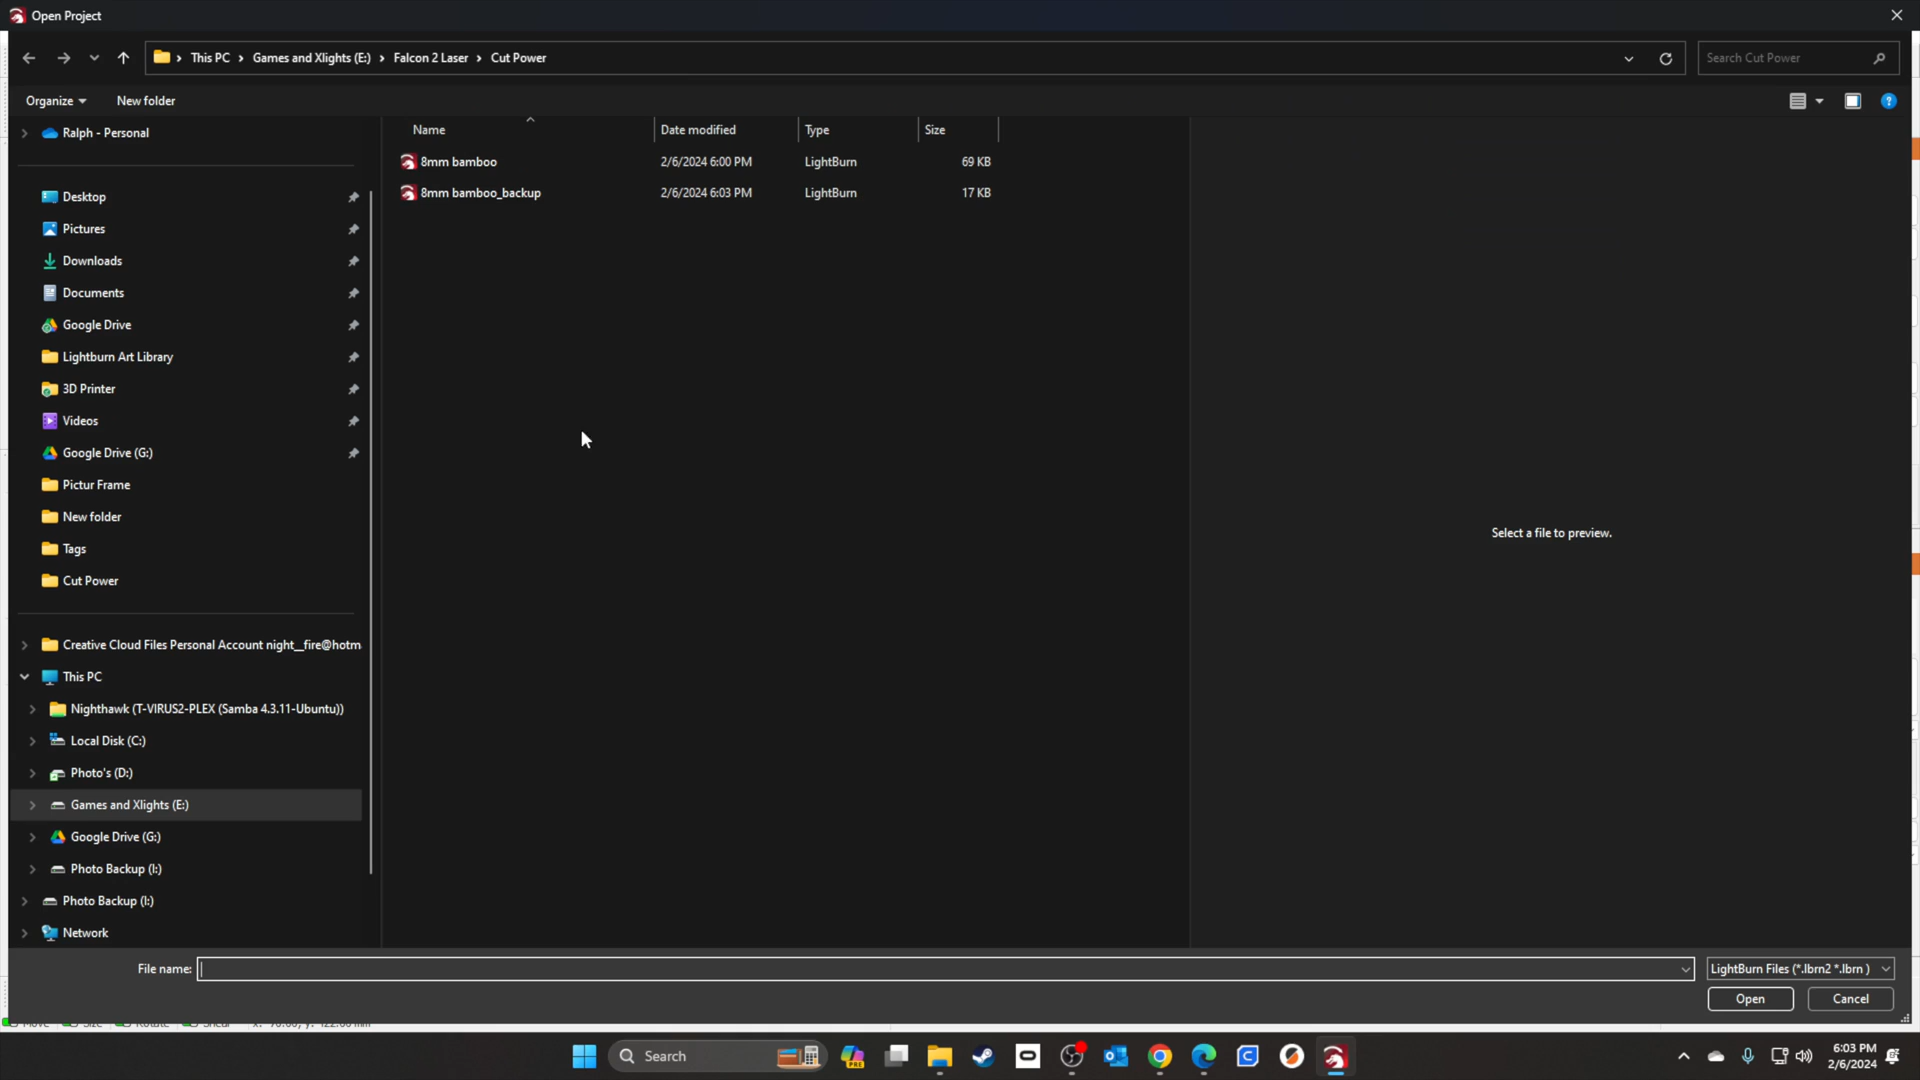 Open Project
This PC > Games and Xlights (E:) > Falcon 2 Laser > Cut Power
Search Cut Power
Organize
New folder
Ralph - Personal
Desktop
Pictures
Downloads
Documents
Google Drive
Lightburn Art Library
3D Printer
Videos
Google Drive (G:)
Pictur Frame
New folder
Tags
Cut Power
Creative Cloud Files Personal Account night__fire@hotm
This PC
Nighthawk (T-VIRUS2-PLEX (Samba 4.3.11-Ubuntu))
Local Disk (C:)
Photo's (D:)
Games and Xlights (E:)
Google Drive (G:)
Photo Backup (I:)
Photo Backup (I:)
Network
Name Date modified Type Size
8mm bamboo 2/6/2024 6:00 PM LightBurn 69 KB
8mm bamboo_backup 2/6/2024 6:03 PM LightBurn 17 KB
Select a file to preview.
File name:
LightBurn Files (*.lbrn2 *.lbrn )
Open
Cancel
Search
PRE
6:03 PM
2/6/2024